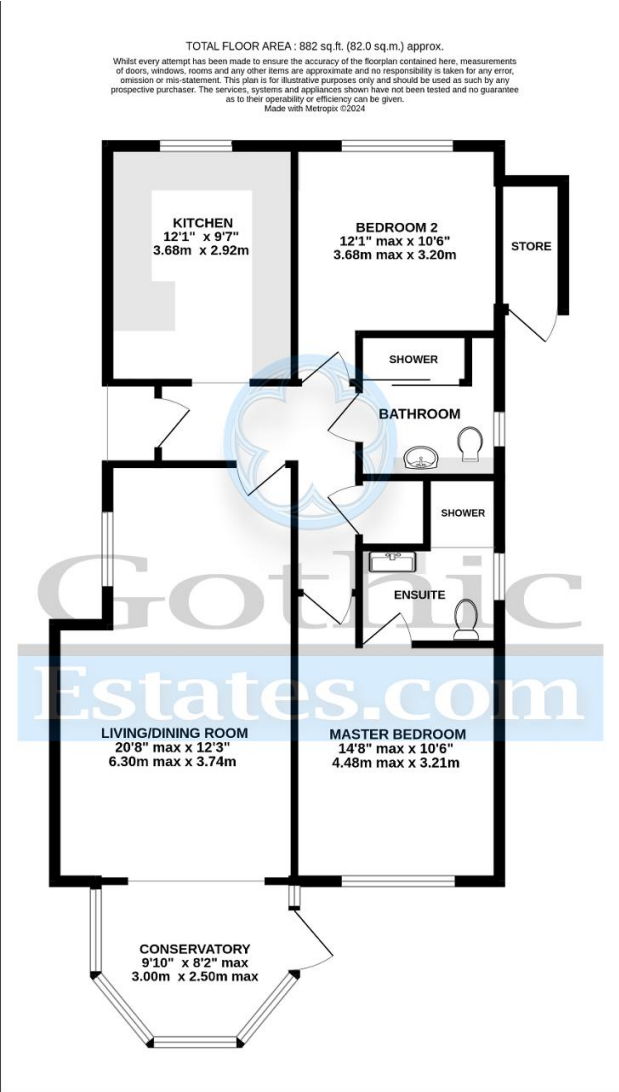 TOTAL FLOOR AREA : 882 sq.ft. (82.0 sq.m.) approx.
Whilst every attempt has been made to ensure the accuracy of the floorplan contained here, measurements
of doors, windows, rooms and any other items are approximate and no responsibility is taken for any error,
omission or mis-statement. This plan is for illustrative purposes only and should be used as such by any
prospective purchaser. The services, systems and appliances shown have not been tested and no guarantee
as to their operability or efficiency can be given.
Made with Metropix ©2024
KITCHEN
12'1"  x 9'7"
3.68m  x 2.92m
BEDROOM 2
12'1" max x 10'6"
3.68m max x 3.20m
STORE
SHOWER
BATHROOM
SHOWER
ENSUITE
Gothic
Estates.com
LIVING/DINING ROOM
20'8" max x 12'3"
6.30m max x 3.74m
MASTER BEDROOM
14'8" max x 10'6"
4.48m max x 3.21m
CONSERVATORY
9'10"  x 8'2" max
3.00m  x 2.50m max